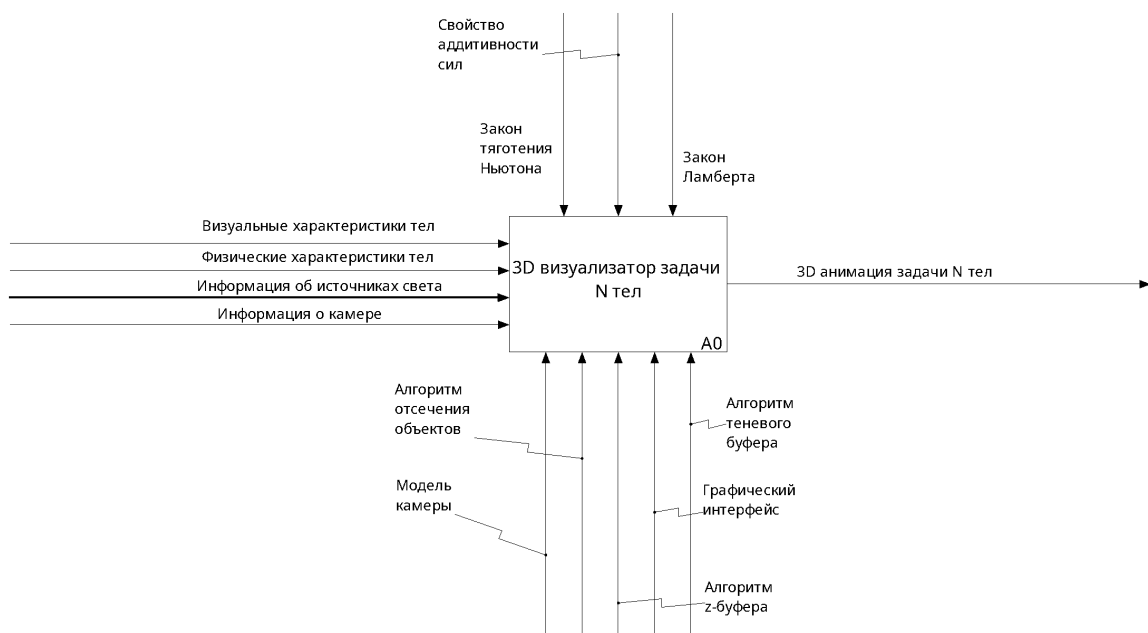 Свойство
аддитивности
сил
Закон
тяготения
Ньютона
Закон
Ламберта
Визуальные характеристики тел
Физические характеристики тел
Информация об источниках света
Информация о камере
3D визуализатор задачи
N тел
A0
3D анимация задачи N тел
Алгоритм
отсечения
объектов
Модель
камеры
Алгоритм
теневого
буфера
Графический
интерфейс
Алгоритм
z-буфера